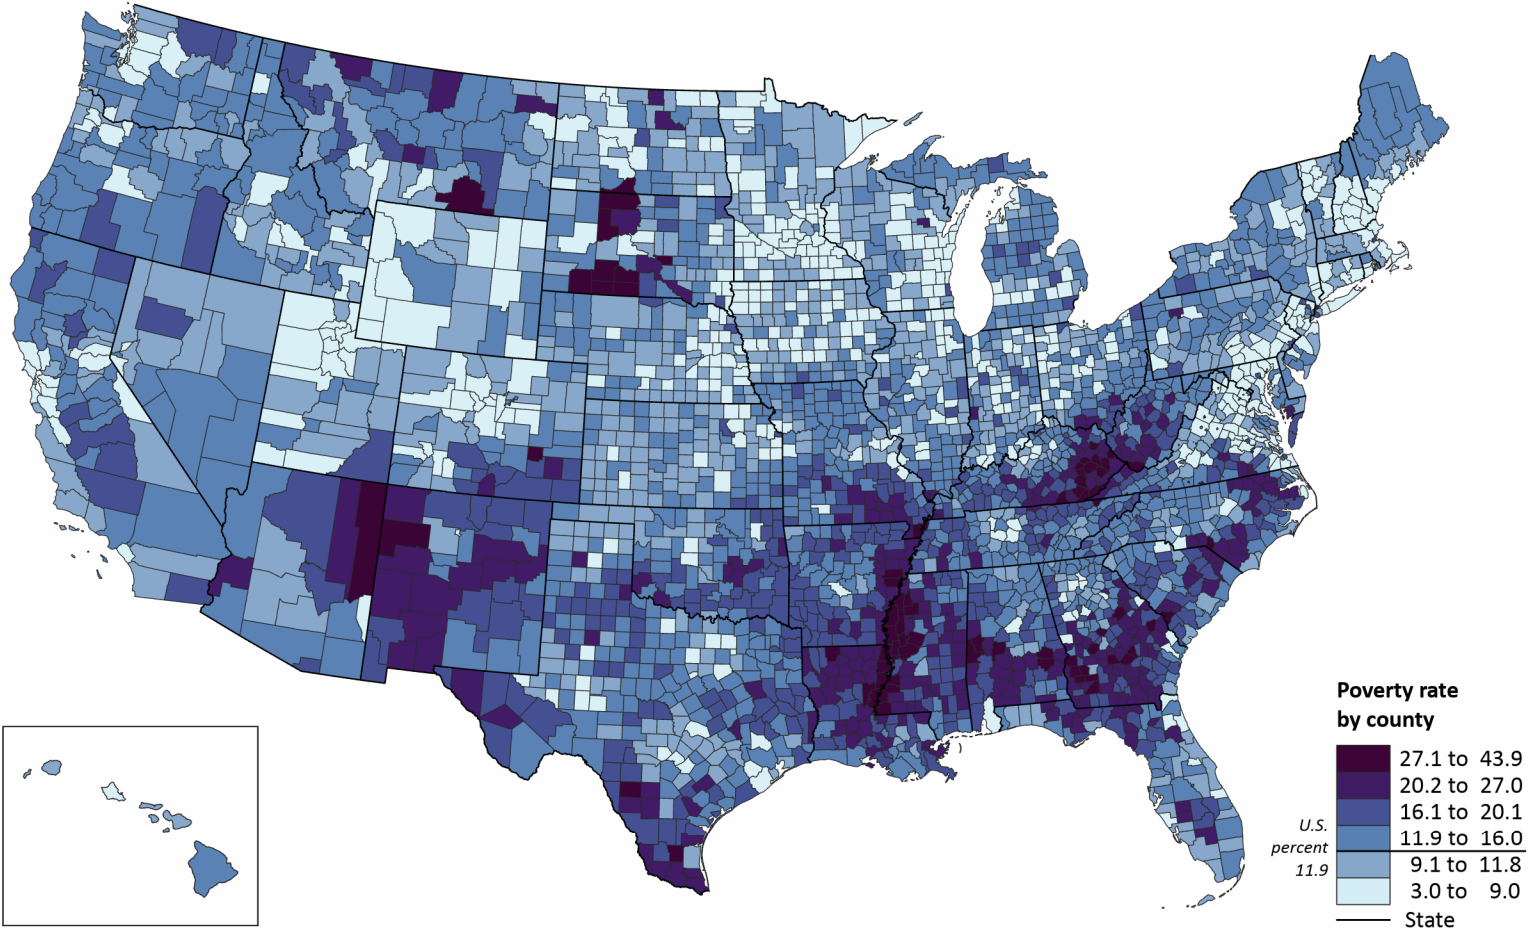 Poverty rate
by county
27.1 to 43.9
20.2 to 27.0
16.1 to 20.1
11.9 to 16.0
9.1 to 11.8
3.0 to 9.0
State
U.S.
percent
11.9